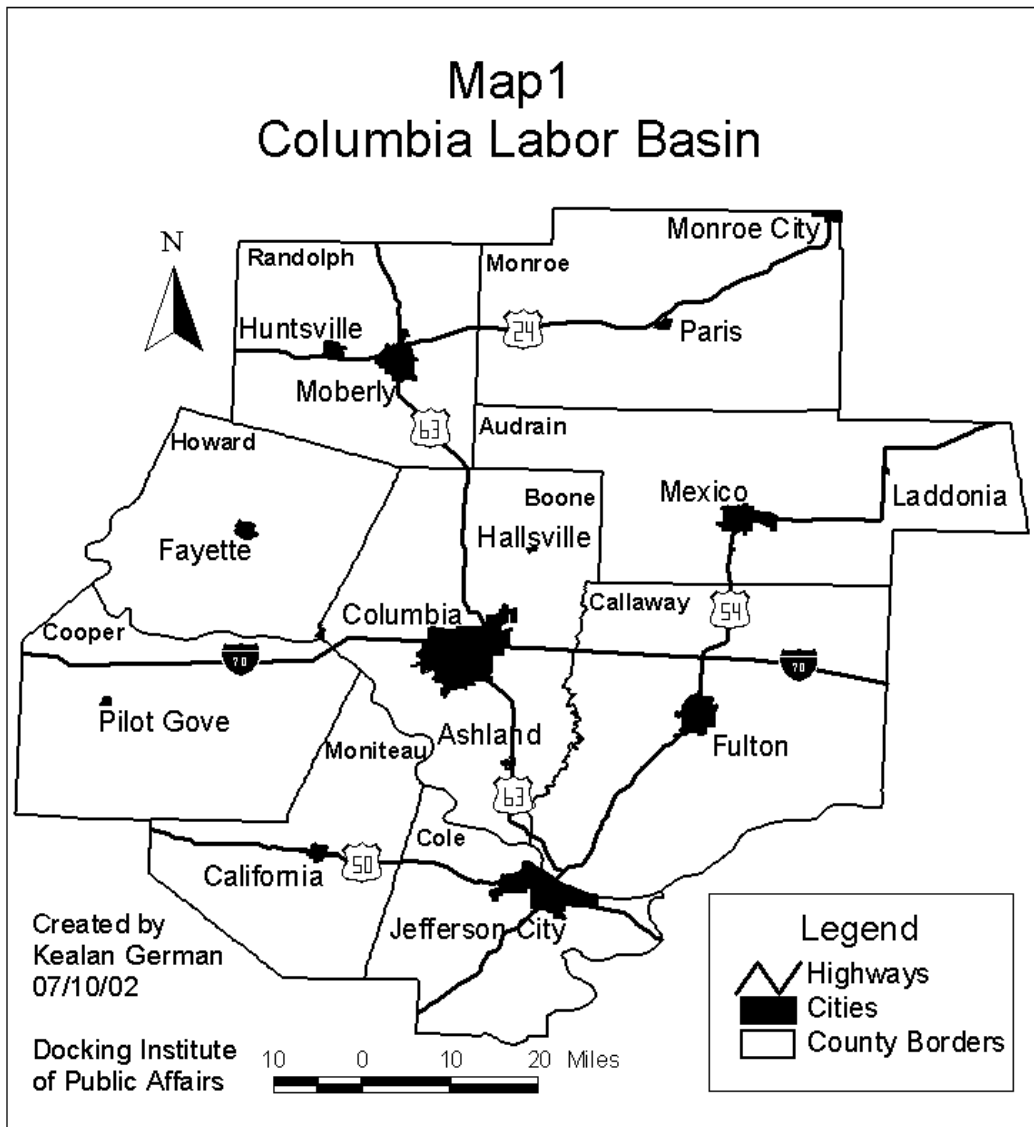 Map1
Columbia Labor Basin
N
Monroe City
Randolph
Monroe
Huntsville
24
Paris
Moberly
63
Audrain
Howard
Mexico
Laddonia
Boone
Hallsville
Fayette
Columbia
Callaway
54
Cooper
70
70
Pilot Gove
Ashland
Moniteau
Fulton
63
Cole
California
50
Jefferson City
Created by
Kealan German
07/10/02
Docking Institute
of Public Affairs
10 0 10 20 Miles
Legend
Highways
Cities
County Borders